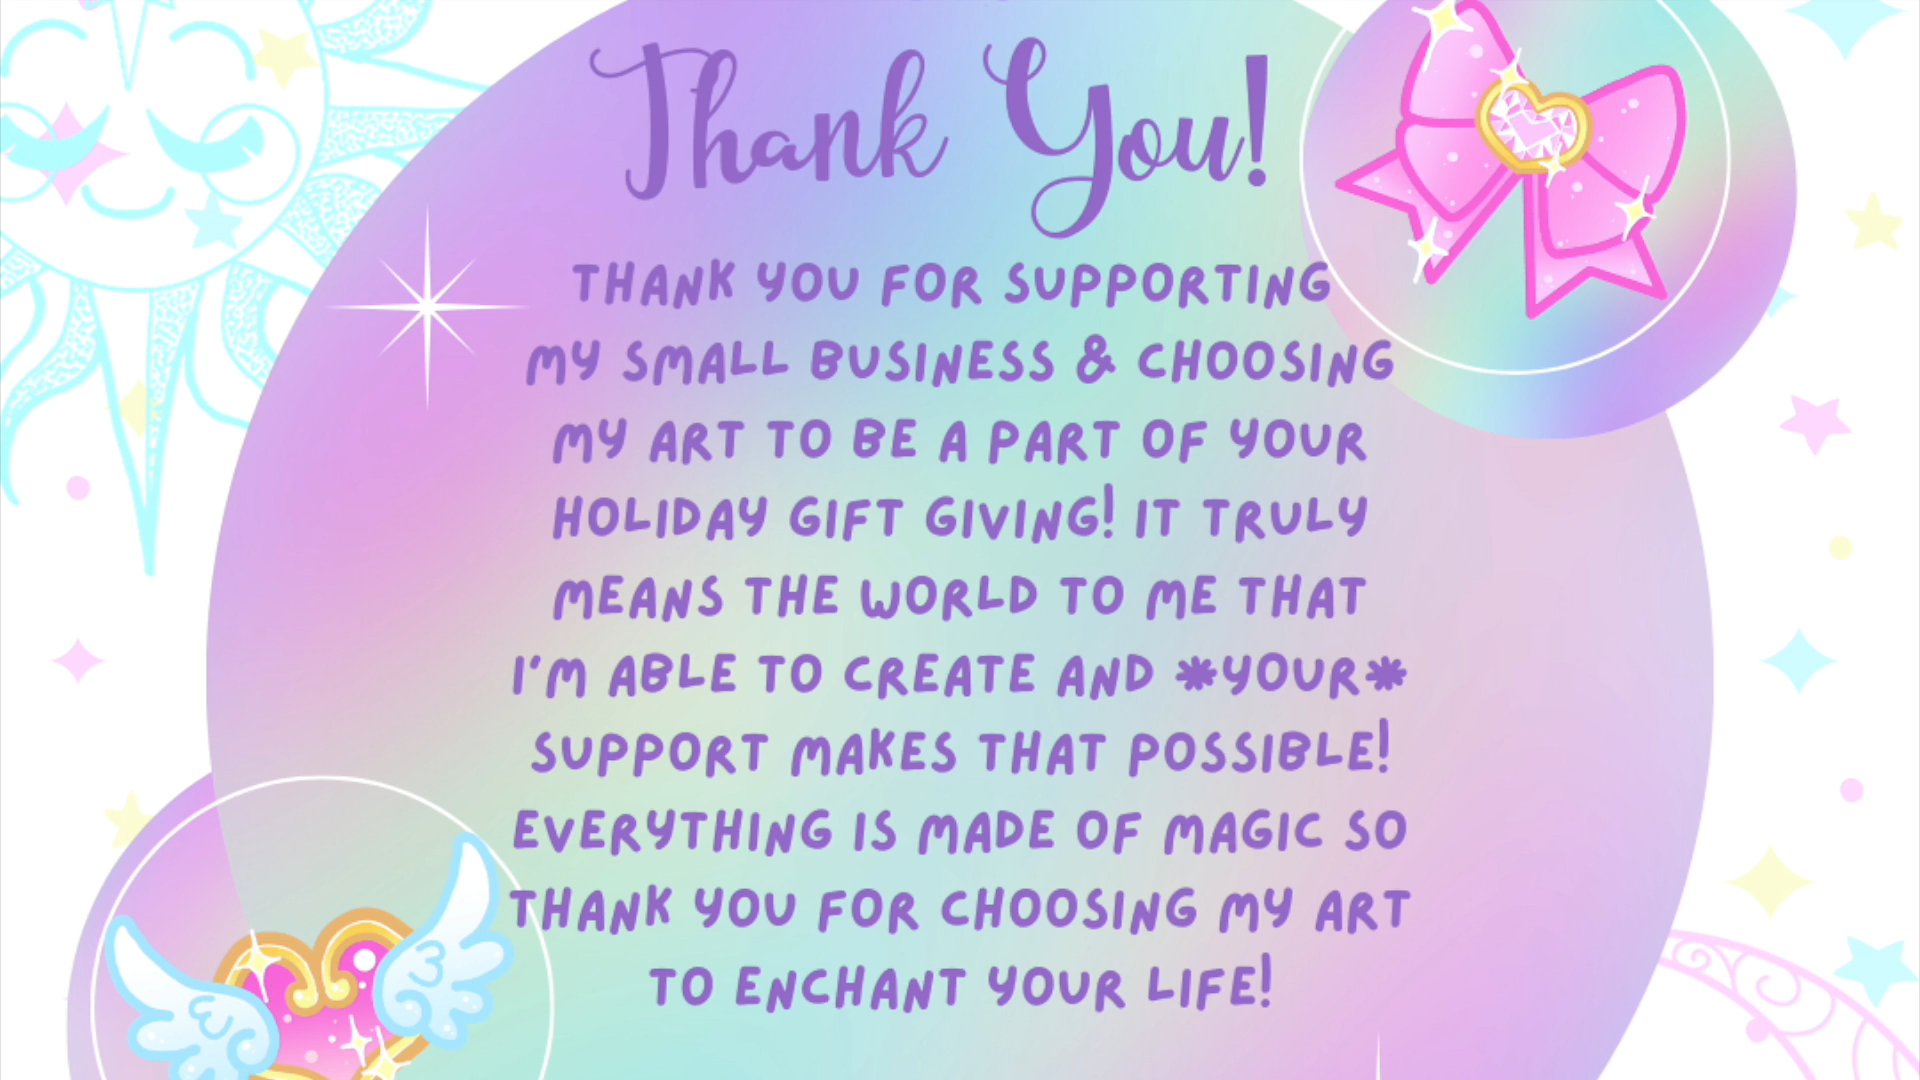 Thank You!
THANK YOU FOR SUPPORTING
MY SMALL BUSINESS & CHOOSING
MY ART TO BE A PART OF YOUR
HOLIDAY GIFT GIVING! IT TRULY
MEANS THE WORLD TO ME THAT
I'M ABLE TO CREATE AND *YOUR*
SUPPORT MAKES THAT POSSIBLE!
EVERYTHING IS MADE OF MAGIC SO
THANK YOU FOR CHOOSING MY ART
TO ENCHANT YOUR LIFE!